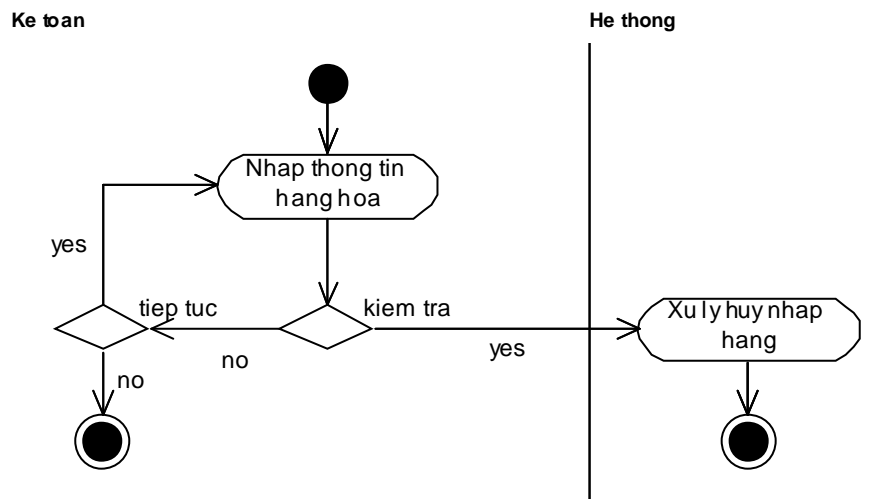 Ke toan
He thong
Nhap thong tin
hang hoa
yes
tiep tuc
kiem tra
Xu ly huy nhap
hang
no
yes
no